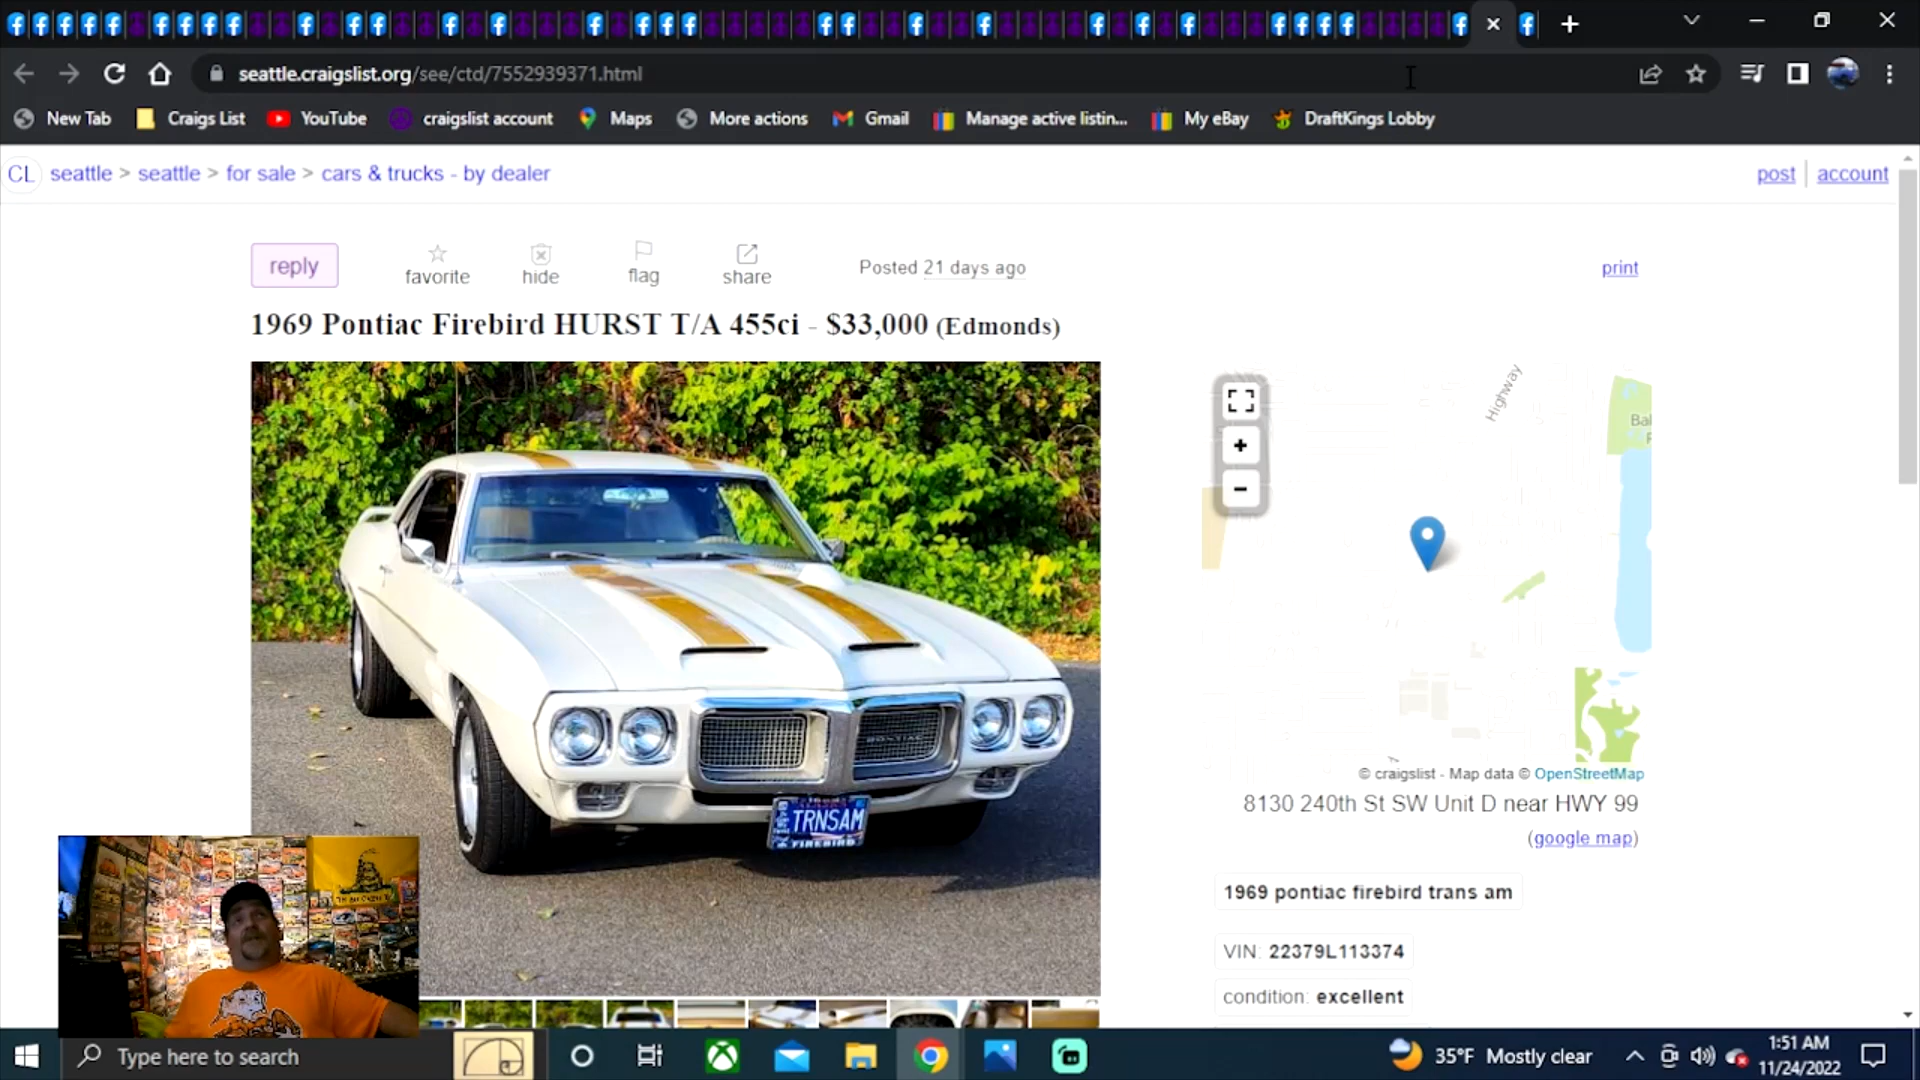 seattle.craigslist.org/see/ctd/7552939371.html
New Tab
Craigs List
YouTube
craigslist account
Maps
More actions
Gmail
Manage active listin...
My eBay
DraftKings Lobby
CL seattle > seattle > for sale > cars & trucks - by dealer
post
account
reply
favorite
hide
flag
share
Posted 21 days ago
print
1969 Pontiac Firebird HURST T/A 455ci - $33,000 (Edmonds)
Highway
PONTIAC
TRNSAM
FIREBIRD
© craigslist - Map data © OpenStreetMap
8130 240th St SW Unit D near HWY 99
(google map)
1969 pontiac firebird trans am
VIN: 22379L113374
condition: excellent
Type here to search
35°F Mostly clear
1:51 AM
11/24/2022